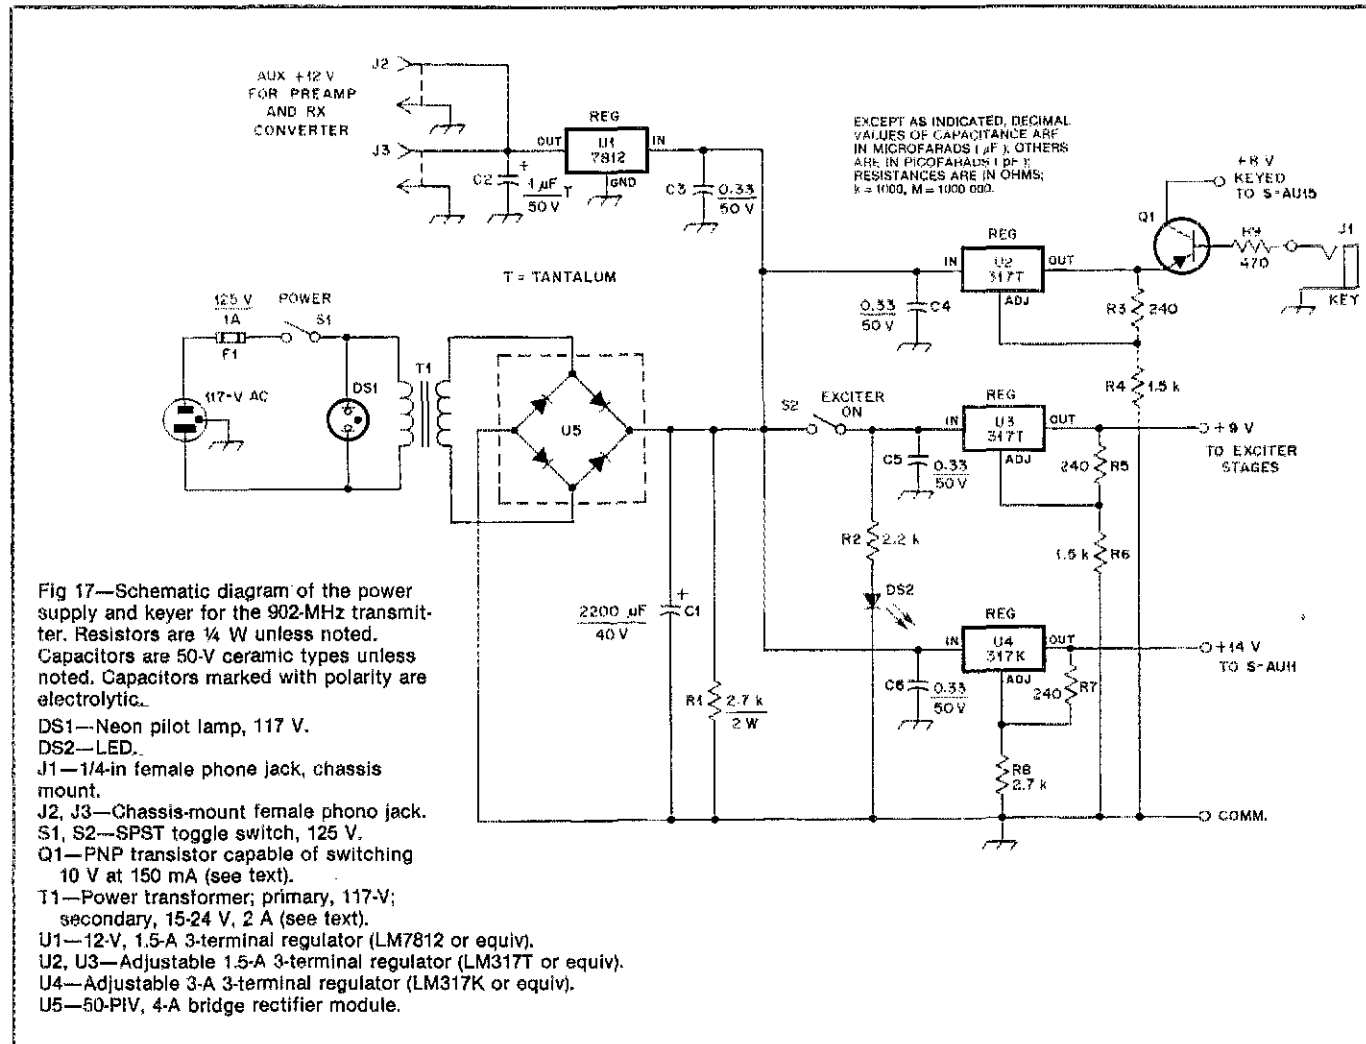 AUX +12 V
FOR PREAMP
AND RX
CONVERTER
J2
J3
REG
OUT
U1
7812
IN
GND
C2
+
1 µF
50 V
T
C3
0.33
50 V
T = TANTALUM
EXCEPT AS INDICATED, DECIMAL
VALUES OF CAPACITANCE ARE
IN MICROFARADS ( µF ); OTHERS
ARE IN PICOFARADS ( pF );
RESISTANCES ARE IN OHMS;
k = 1000, M = 1000 000.
+8 V
KEYED
TO S-AU15
Q1
R9
470
J1
KEY
REG
IN
U2
317T
OUT
ADJ
0.33
50 V
C4
R3
240
R4
1.5 k
125 V
1A
F1
POWER
S1
117-V AC
DS1
T1
U5
S2
EXCITER
ON
REG
IN
U3
317T
OUT
ADJ
C5
0.33
50 V
240
R5
1.5 k
R6
+9 V
TO EXCITER
STAGES
R2
2.2 k
DS2
2200 µF
40 V
+
C1
R1
2.7 k
2 W
REG
IN
U4
317K
OUT
ADJ
C6
0.33
50 V
240
R7
R8
2.7 k
+14 V
TO S-AU11
COMM.
Fig 17—Schematic diagram of the power
supply and keyer for the 902-MHz transmit-
ter. Resistors are ¼ W unless noted.
Capacitors are 50-V ceramic types unless
noted. Capacitors marked with polarity are
electrolytic.
DS1—Neon pilot lamp, 117 V.
DS2—LED.
J1—1/4-in female phone jack, chassis
mount.
J2, J3—Chassis-mount female phono jack.
S1, S2—SPST toggle switch, 125 V.
Q1—PNP transistor capable of switching
10 V at 150 mA (see text).
T1—Power transformer; primary, 117-V;
secondary, 15-24 V, 2 A (see text).
U1—12-V, 1.5-A 3-terminal regulator (LM7812 or equiv).
U2, U3—Adjustable 1.5-A 3-terminal regulator (LM317T or equiv).
U4—Adjustable 3-A 3-terminal regulator (LM317K or equiv).
U5—50-PIV, 4-A bridge rectifier module.